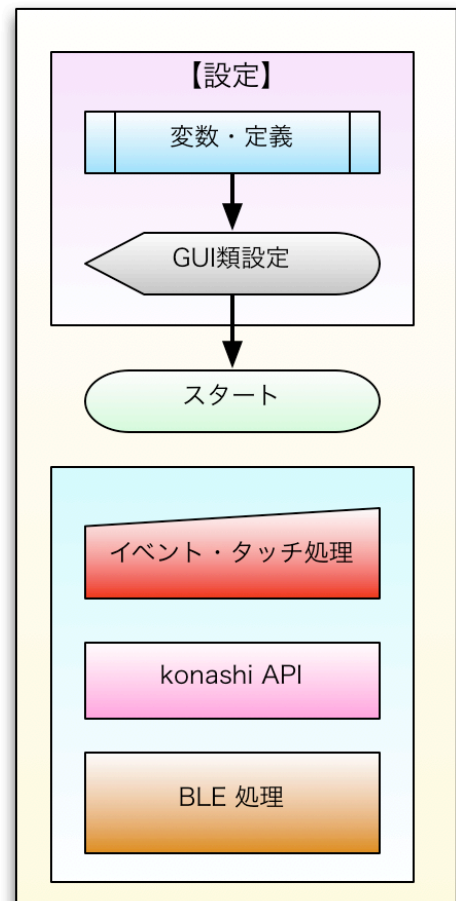 【設定】
変数・定義
GUI類設定
スタート
イベント・タッチ処理
konashi API
BLE 処理